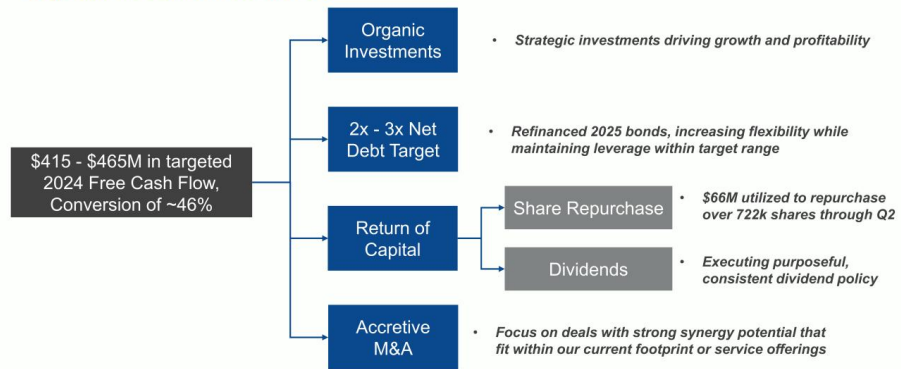 Organic
Investments
• Strategic investments driving growth and profitability
2x - 3x Net
Debt Target
• Refinanced 2025 bonds, increasing flexibility while
maintaining leverage within target range
$415 - $465M in targeted
2024 Free Cash Flow,
Conversion of ~46%
Return of
Capital
Share Repurchase
• $66M utilized to repurchase
over 722k shares through Q2
Dividends
• Executing purposeful,
consistent dividend policy
Accretive
M&A
• Focus on deals with strong synergy potential that
fit within our current footprint or service offerings